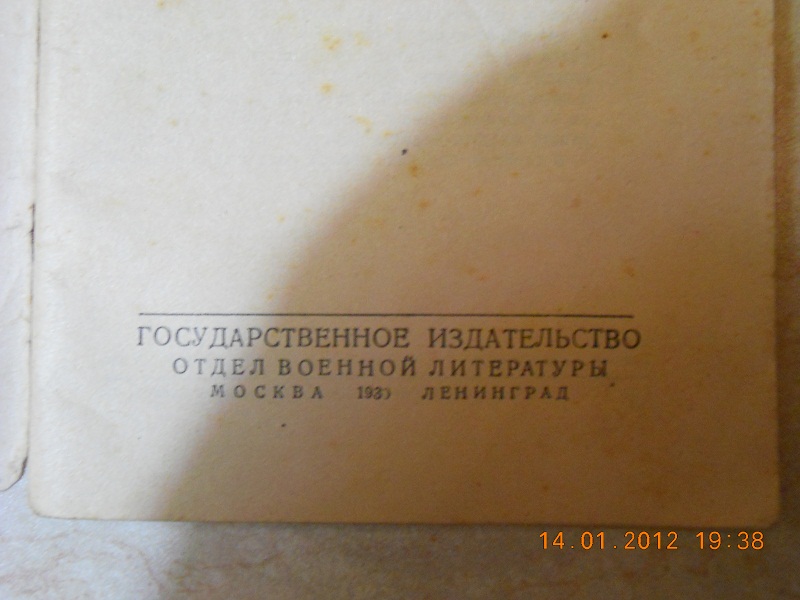 ГОСУДАРСТВЕННОЕ ИЗДАТЕЛЬСТВО
ОТДЕЛ ВОЕННОЙ ЛИТЕРАТУРЫ
МОСКВА ЛЕНИНГРАД
14.01.2012 19:38